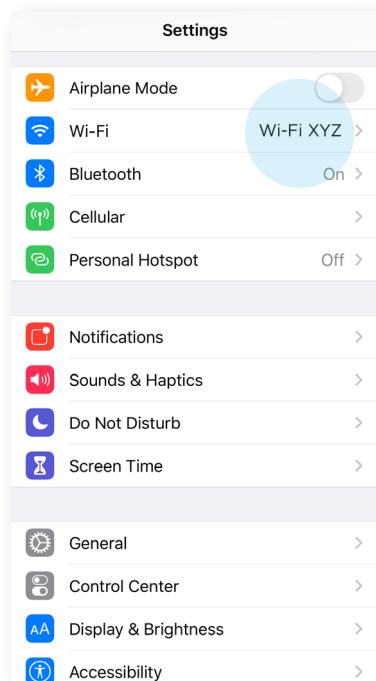 Settings
Airplane Mode
Wi-Fi Wi-Fi XYZ
Bluetooth On
Cellular
Personal Hotspot Off
Notifications
Sounds & Haptics
Do Not Disturb
Screen Time
General
Control Center
AA Display & Brightness
Accessibility